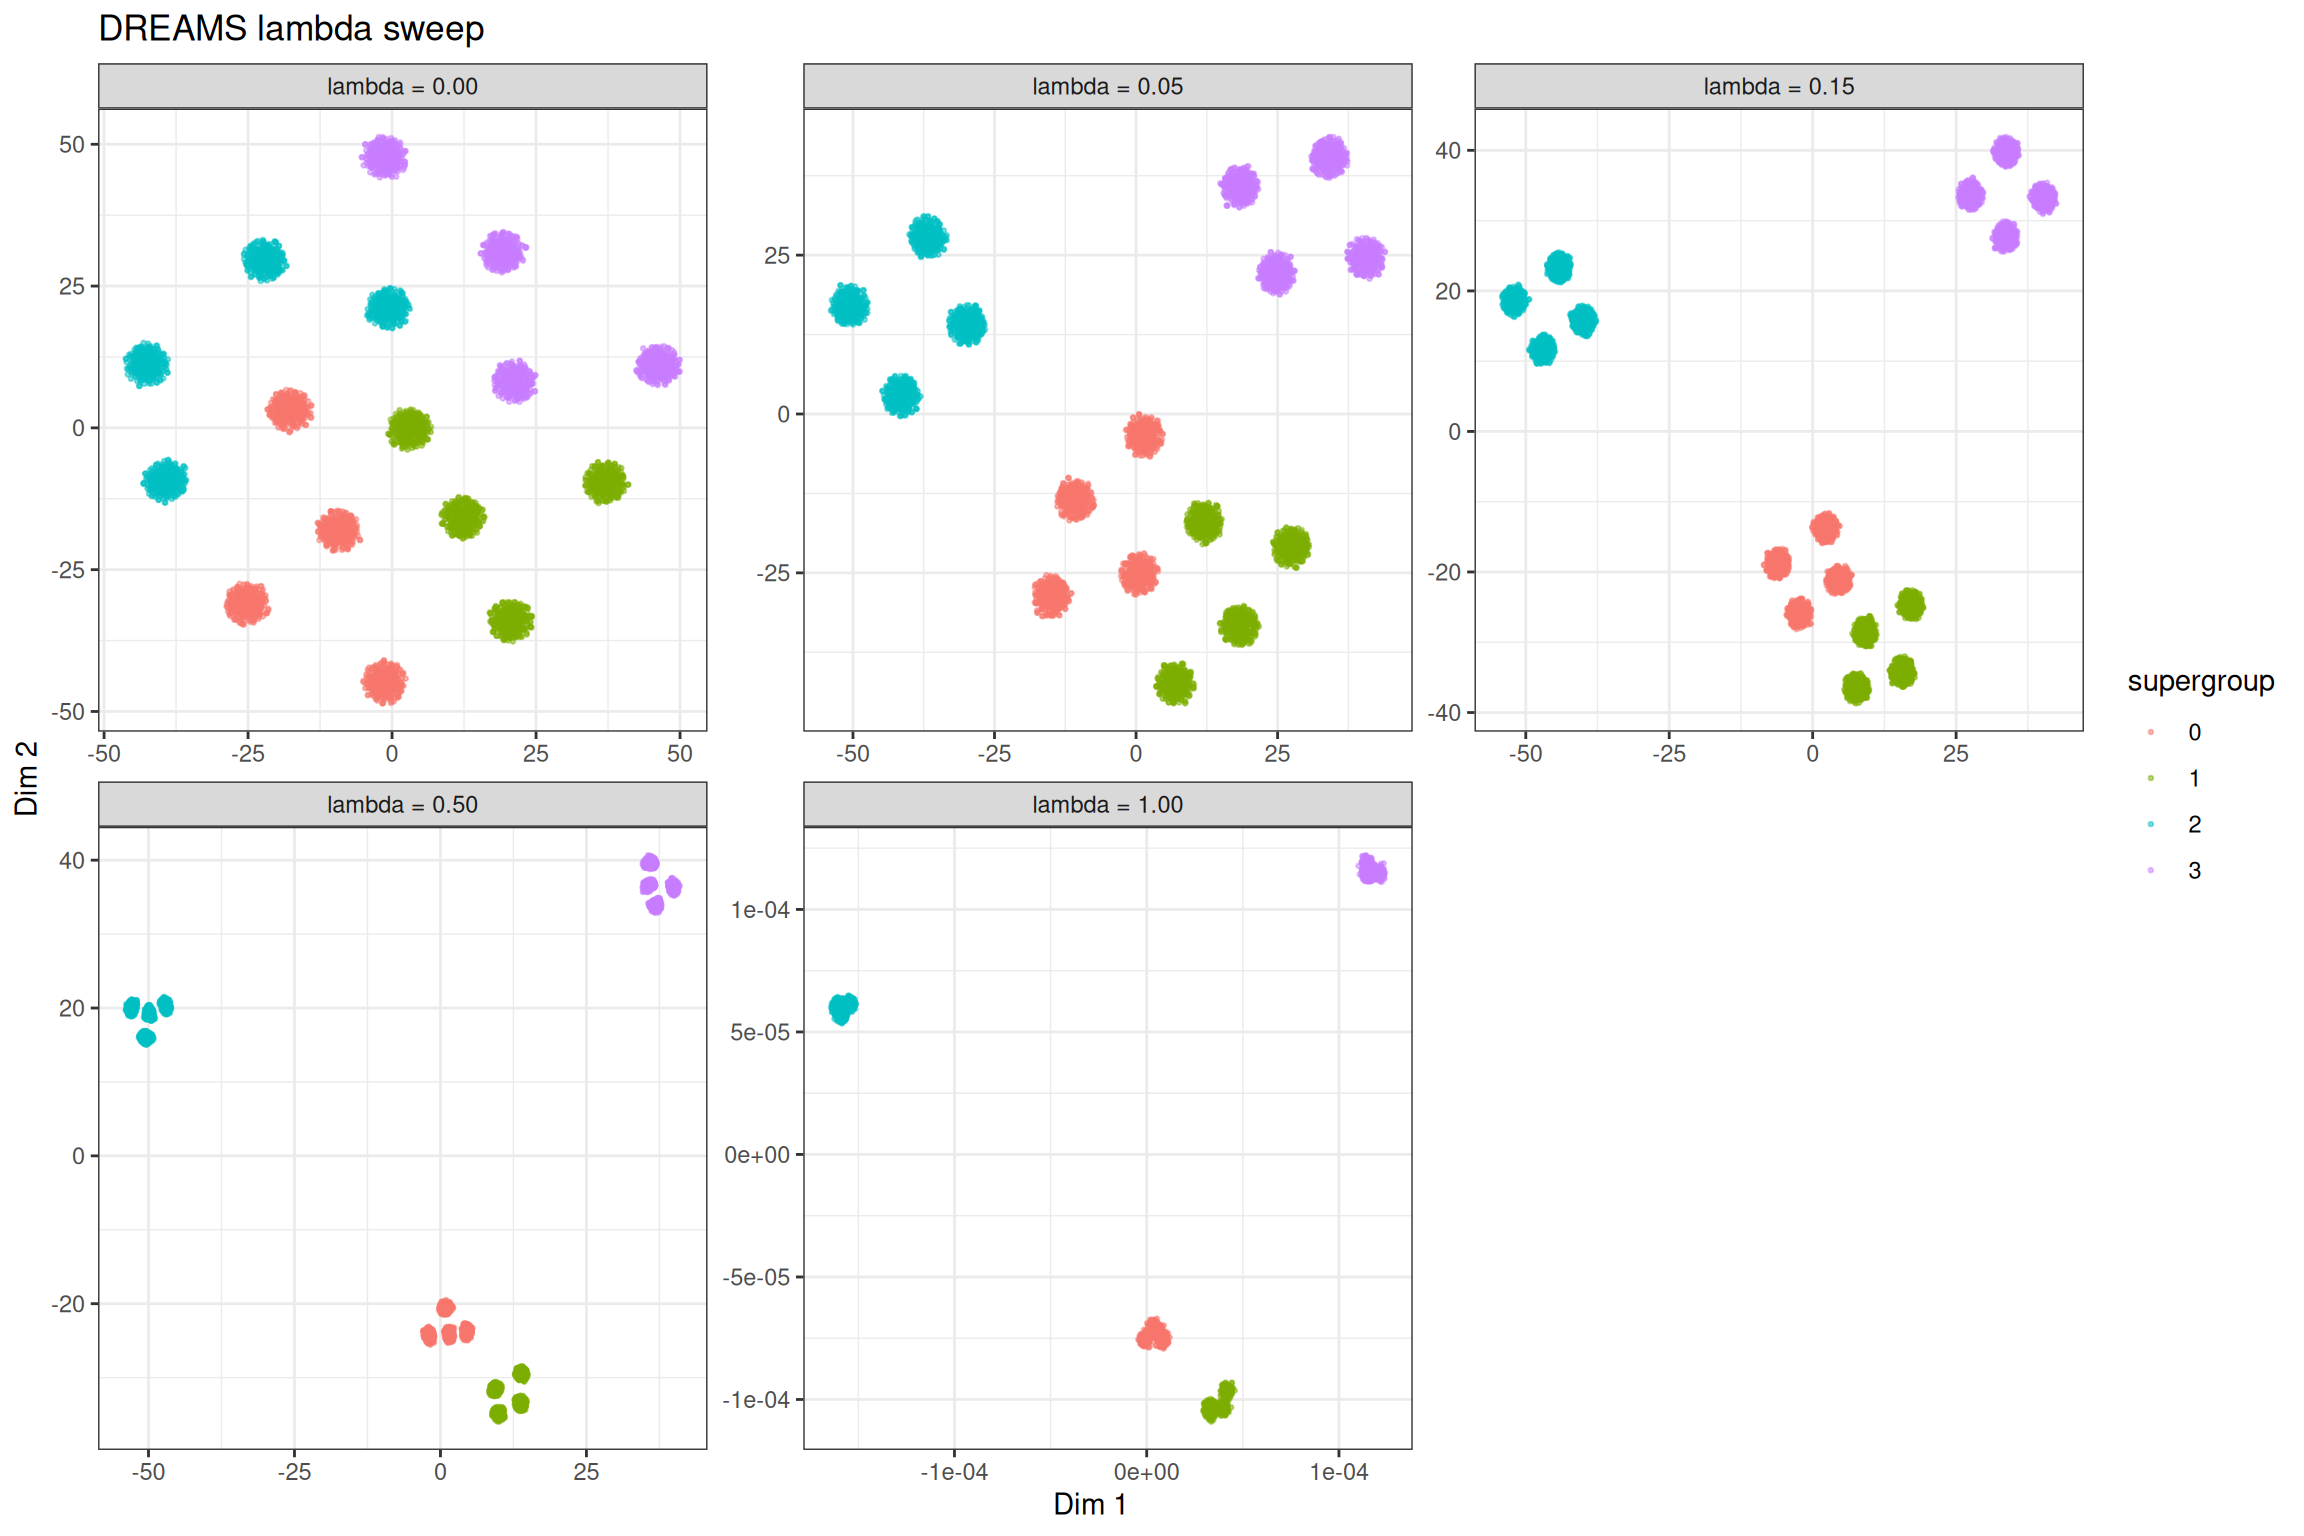 DREAMS lambda sweep
lambda = 0.00
lambda = 0.05
lambda = 0.15
50
25
0
-25
-50
-50 -25 0 25 50
25
0
-25
-50 -25 0 25
40
20
0
-20
-40
-50 -25 0 25
lambda = 0.50
lambda = 1.00
40
20
0
-20
-50 -25 0 25
1e-04
5e-05
0e+00
-5e-05
-1e-04
-1e-04 0e+00 1e-04
Dim 2
Dim 1
supergroup
0
1
2
3